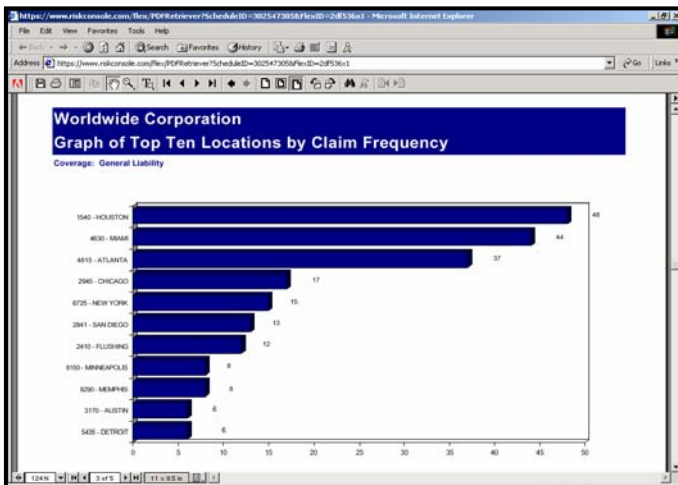 https://www.riskconsole.com/flex/PDFRetriever?ScheduleID=302547305&FlexID=2df536x1 - Microsoft Internet Explorer
File Edit View Favorites Tools Help
Back Search Favorites History
Address https://www.riskconsole.com/flex/PDFRetriever?ScheduleID=302547305&FlexID=2df536x1 Go Links »
Worldwide Corporation
Graph of Top Ten Locations by Claim Frequency
Coverage: General Liability
1540 - HOUSTON 48
4630 - MIAMI 44
4815 - ATLANTA 37
2945 - CHICAGO 17
6725 - NEW YORK 15
2841 - SAN DIEGO 13
2410 - FLUSHING 12
8150 - MINNEAPOLIS 8
8290 - MEMPHIS 8
3170 - AUSTIN 6
5435 - DETROIT 6
0 5 10 15 20 25 30 35 40 45 50
124% 3 of 5 11 x 8.5 in